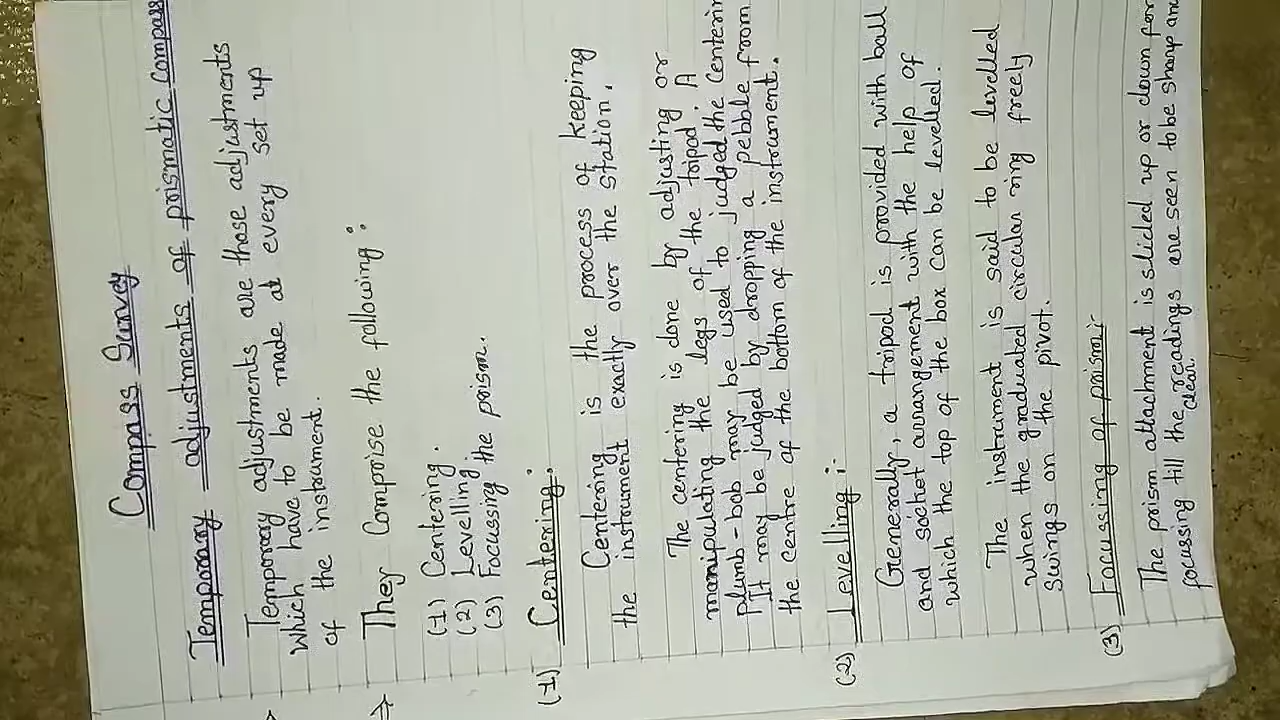 Compass Survey
Temporary adjustments of prismatic Compass
Temporary adjustments are those adjustments
which have to be made at every set up
of the instrument.
⇒ They Comprise the following :
(1) Centering.
(2) Levelling.
(3) Focussing the prism.
(1) Centering :
Centering is the process of keeping
the instrument exactly over the station.
The centering is done by adjusting or
manipulating the legs of the tripod. A
plumb-bob may be used to judged the Centerin
It may be judged by dropping a pebble from
the centre of the bottom of the instrument.
(2) Levelling :-
Generally, a tripod is provided with ball
and socket arrangement with the help of
which the top of the box can be levelled.
The instrument is said to be levelled
when the graduated circular ring freely
Swings on the pivot.
(3) Focussing of prism:-
The prism attachment is slided up or down for
focussing till the readings are seen to be sharp and
clear.